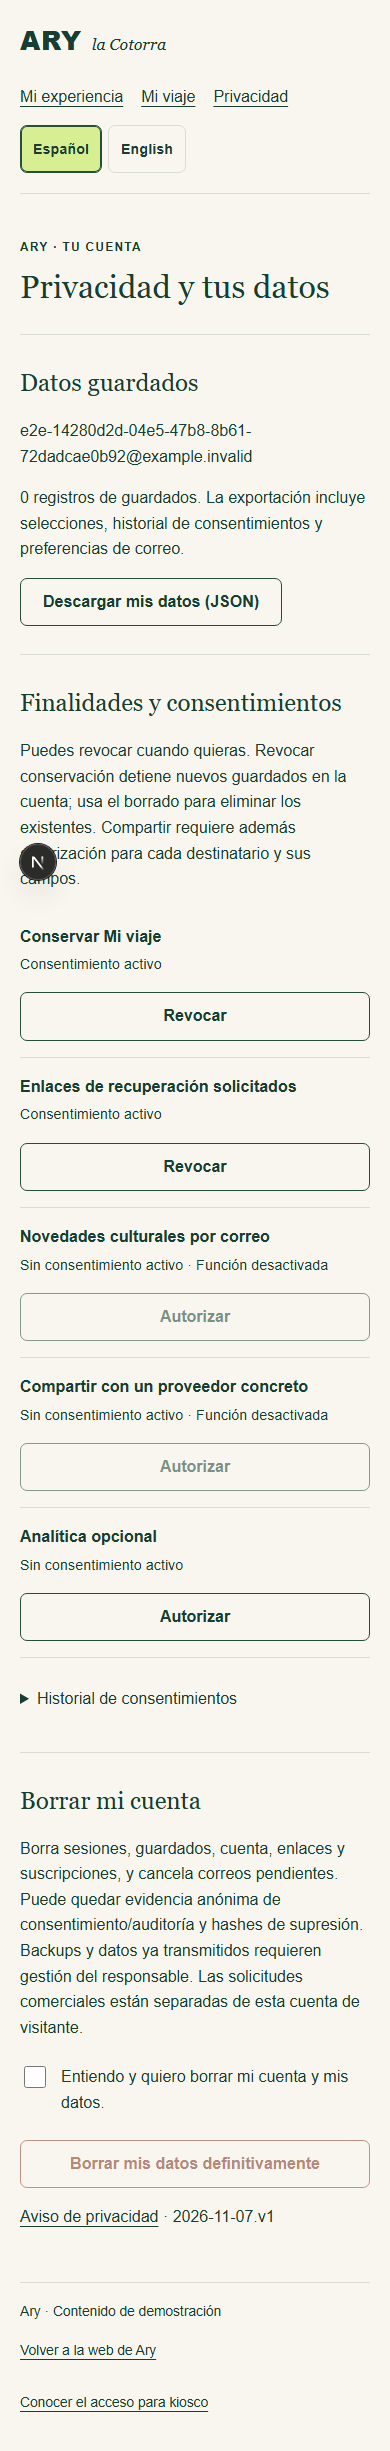 ARY la Cotorra
Mi experiencia Mi viaje Privacidad
Español English
ARY · TU CUENTA
Privacidad y tus datos
Datos guardados
e2e-14280d2d-04e5-47b8-8b61-
72dadcae0b92@example.invalid
0 registros de guardados. La exportación incluye
selecciones, historial de consentimientos y
preferencias de correo.
Descargar mis datos (JSON)
Finalidades y consentimientos
Puedes revocar cuando quieras. Revocar
conservación detiene nuevos guardados en la
cuenta; usa el borrado para eliminar los
existentes. Compartir requiere además
rización para cada destinatario y sus
campos.
N
Conservar Mi viaje
Consentimiento activo
Revocar
Enlaces de recuperación solicitados
Consentimiento activo
Revocar
Novedades culturales por correo
Sin consentimiento activo · Función desactivada
Autorizar
Compartir con un proveedor concreto
Sin consentimiento activo · Función desactivada
Autorizar
Analítica opcional
Sin consentimiento activo
Autorizar
Historial de consentimientos
Borrar mi cuenta
Borra sesiones, guardados, cuenta, enlaces y
suscripciones, y cancela correos pendientes.
Puede quedar evidencia anónima de
consentimiento/auditoría y hashes de supresión.
Backups y datos ya transmitidos requieren
gestión del responsable. Las solicitudes
comerciales están separadas de esta cuenta de
visitante.
Entiendo y quiero borrar mi cuenta y mis
datos.
Borrar mis datos definitivamente
Aviso de privacidad · 2026-11-07.v1
Ary · Contenido de demostración
Volver a la web de Ary
Conocer el acceso para kiosco